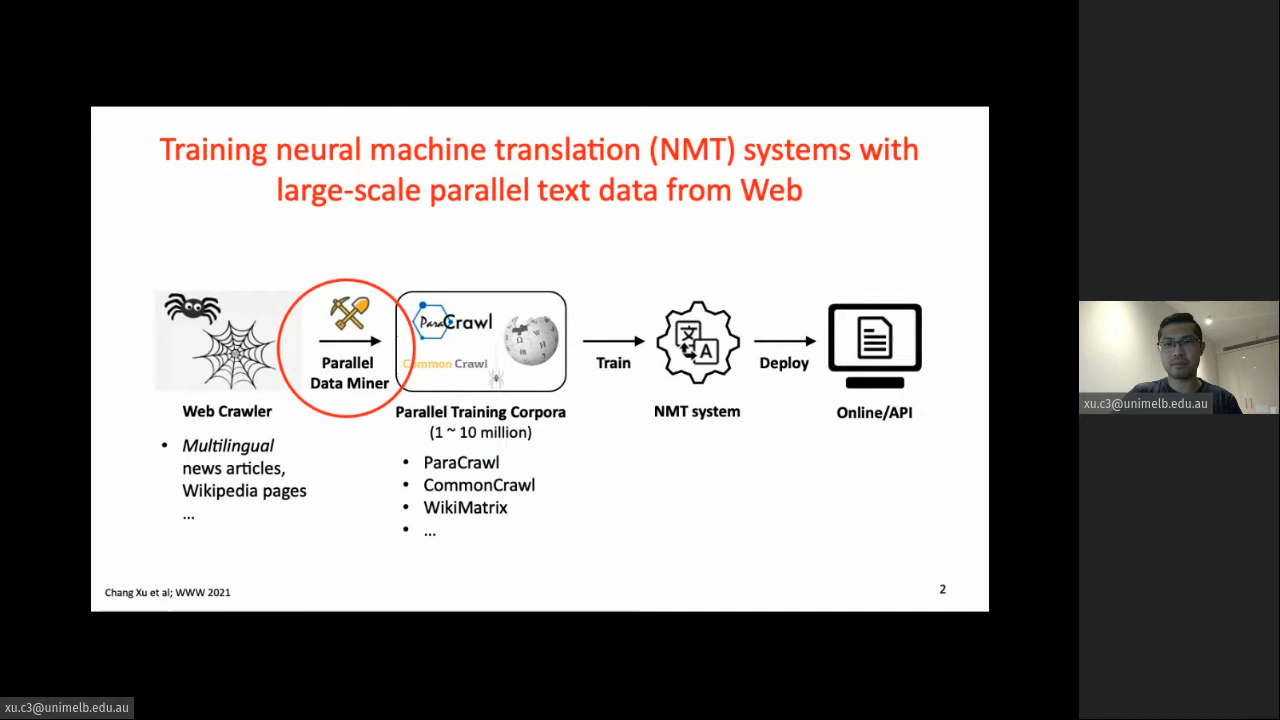 Training neural machine translation (NMT) systems with
large-scale parallel text data from Web
ParaCrawl
Common Crawl
Parallel
Data Miner
Train
Deploy
Web Crawler
Parallel Training Corpora
(1 ~ 10 million)
NMT system
Online/API
• Multilingual
news articles,
Wikipedia pages
...
• ParaCrawl
• CommonCrawl
• WikiMatrix
• ...
Chang Xu et al; WWW 2021
2
xu.c3@unimelb.edu.au
xu.c3@unimelb.edu.au